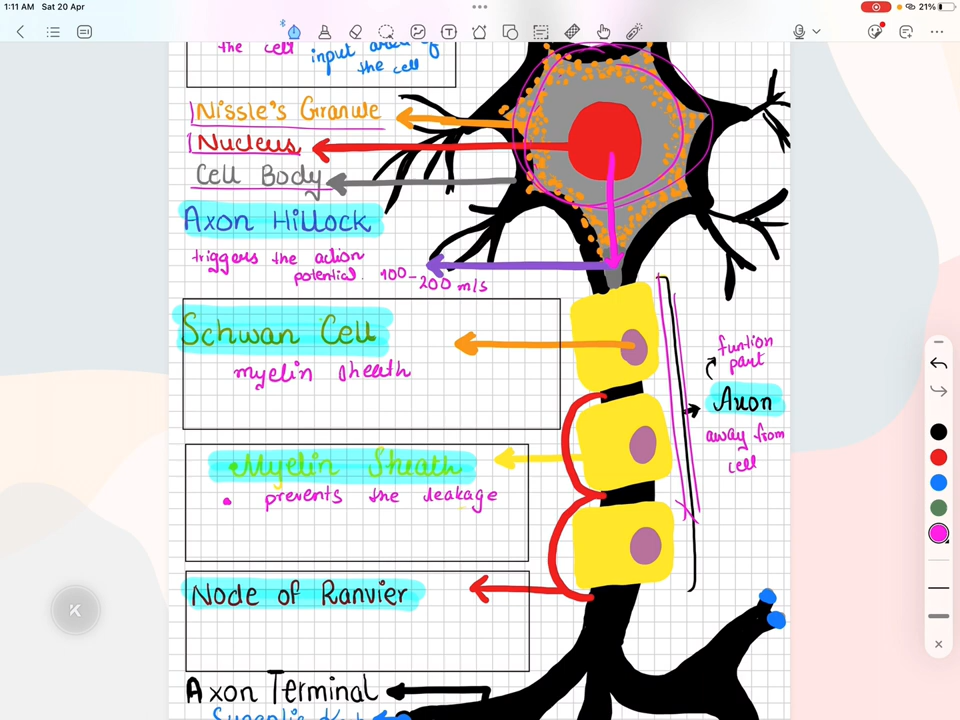 1:11 AM Sat 20 Apr
21%
the cell
input area of
the cell
Nissle's Granule
Nucleus
Cell Body
Axon Hillock
triggers the action
potential. 100-200 m/s
Schwan Cell
myelin sheath
funtion
part
Axon
away from
cell
Myelin Sheath
• prevents the leakage
Node of Ranvier
Axon Terminal